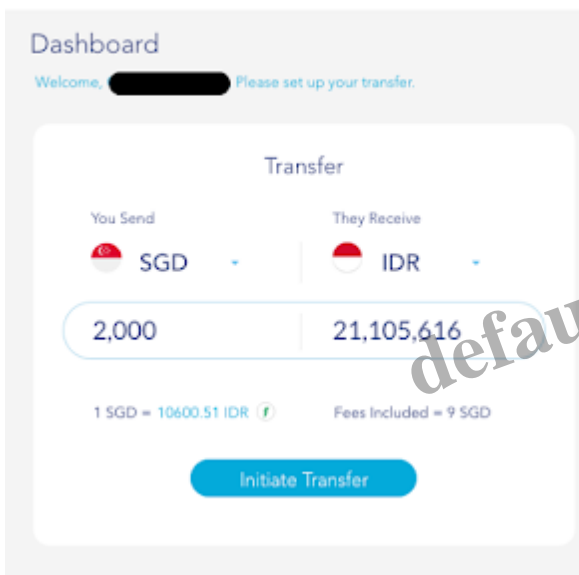 Dashboard
Welcome, Please set up your transfer.
Transfer
You Send They Receive
SGD IDR
2,000 21,105,616
1 SGD = 10600.51 IDR Fees Included = 9 SGD
Initiate Transfer